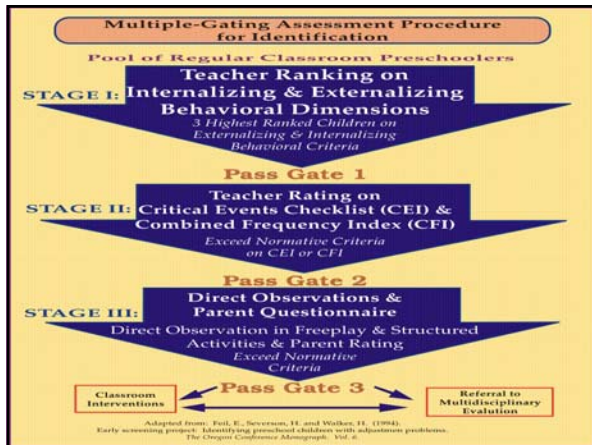 Multiple-Gating Assessment Procedure
for Identification
Pool of Regular Classroom Preschoolers
STAGE I:
Teacher Ranking on
Internalizing & Externalizing
Behavioral Dimensions
3 Highest Ranked Children on
Externalizing & Internalizing
Behavioral Criteria
Pass Gate 1
STAGE II:
Teacher Rating on
Critical Events Checklist (CEI) &
Combined Frequency Index (CFI)
Exceed Normative Criteria
on CEI or CFI
Pass Gate 2
STAGE III:
Direct Observations &
Parent Questionnaire
Direct Observation in Freeplay & Structured
Activities & Parent Rating
Exceed Normative
Criteria
Pass Gate 3
Classroom
Interventions
Referral to
Multidisciplinary
Evalution
Adapted from: Feil, E., Severson, H. and Walker, H. (1994).
Early screening project: Identifying preschool children with adjustmen problems.
The Oregon Conference Monograph. Vol. 6